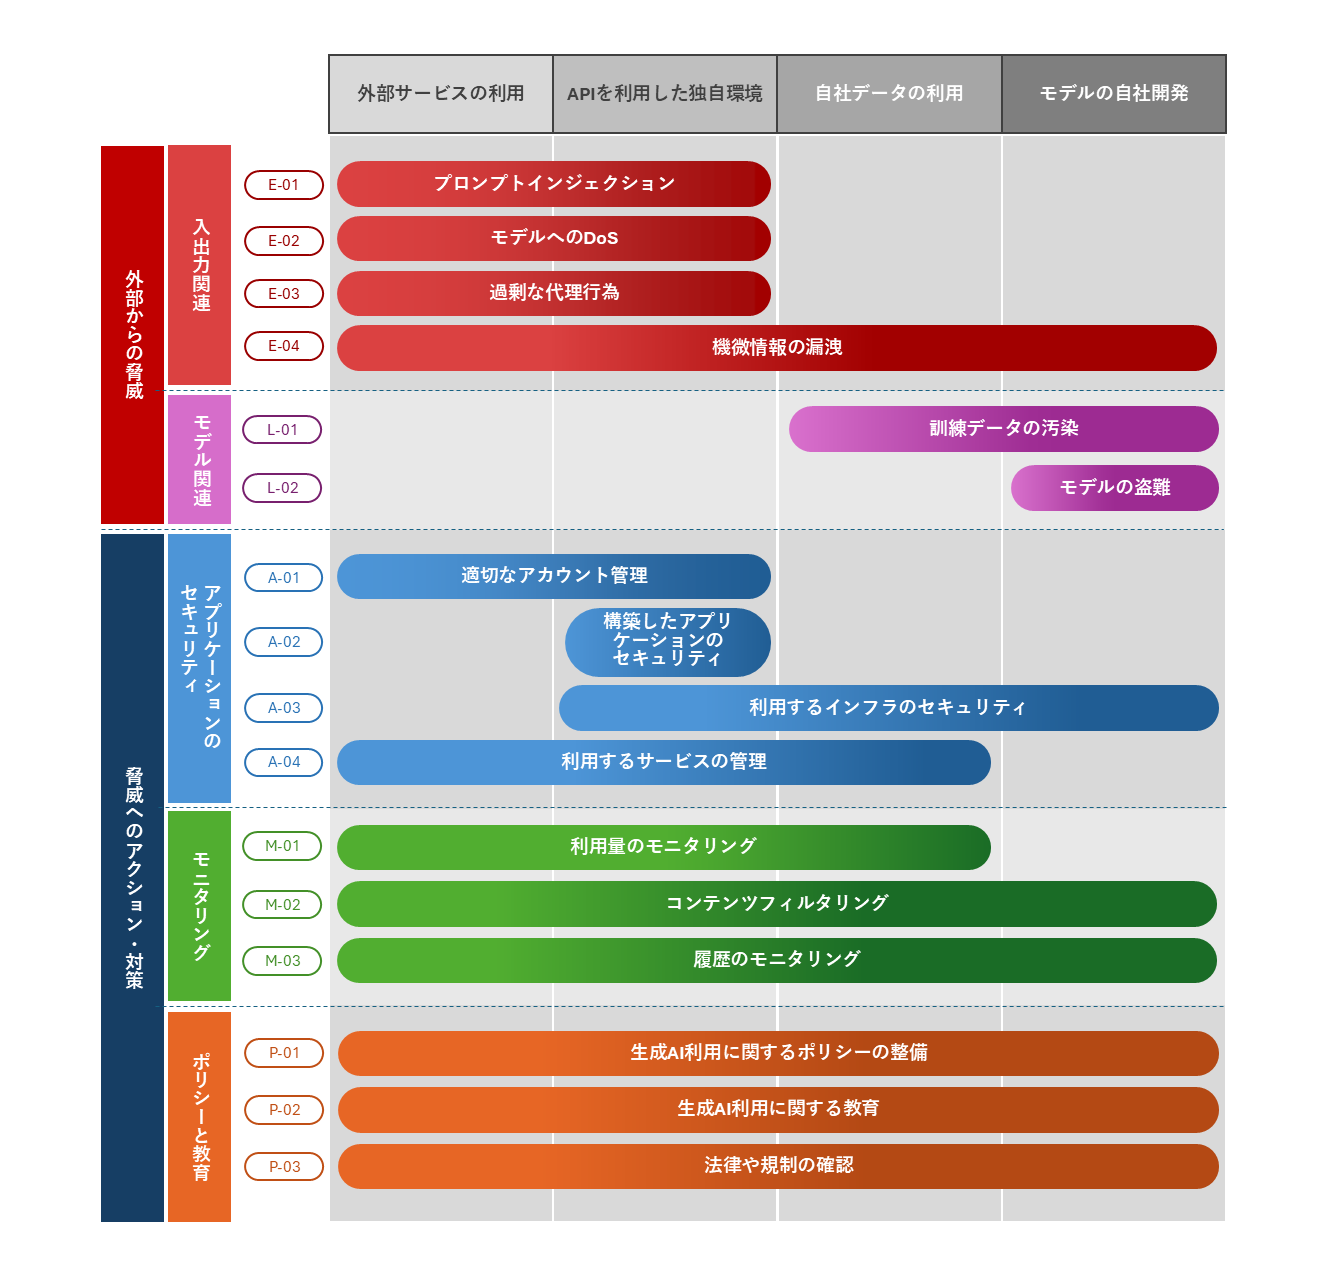 外部サービスの利用
APIを利用した独自環境
自社データの利用
モデルの自社開発
外部からの脅威
入出力関連
E-01
プロンプトインジェクション
E-02
モデルへのDoS
E-03
過剰な代理行為
E-04
機微情報の漏洩
モデル関連
L-01
訓練データの汚染
L-02
モデルの盗難
脅威へのアクション・対策
アプリケーションの
セキュリティ
A-01
適切なアカウント管理
A-02
構築したアプリ
ケーションの
セキュリティ
A-03
利用するインフラのセキュリティ
A-04
利用するサービスの管理
モニタリング
M-01
利用量のモニタリング
M-02
コンテンツフィルタリング
M-03
履歴のモニタリング
ポリシーと教育
P-01
生成AI利用に関するポリシーの整備
P-02
生成AI利用に関する教育
P-03
法律や規制の確認